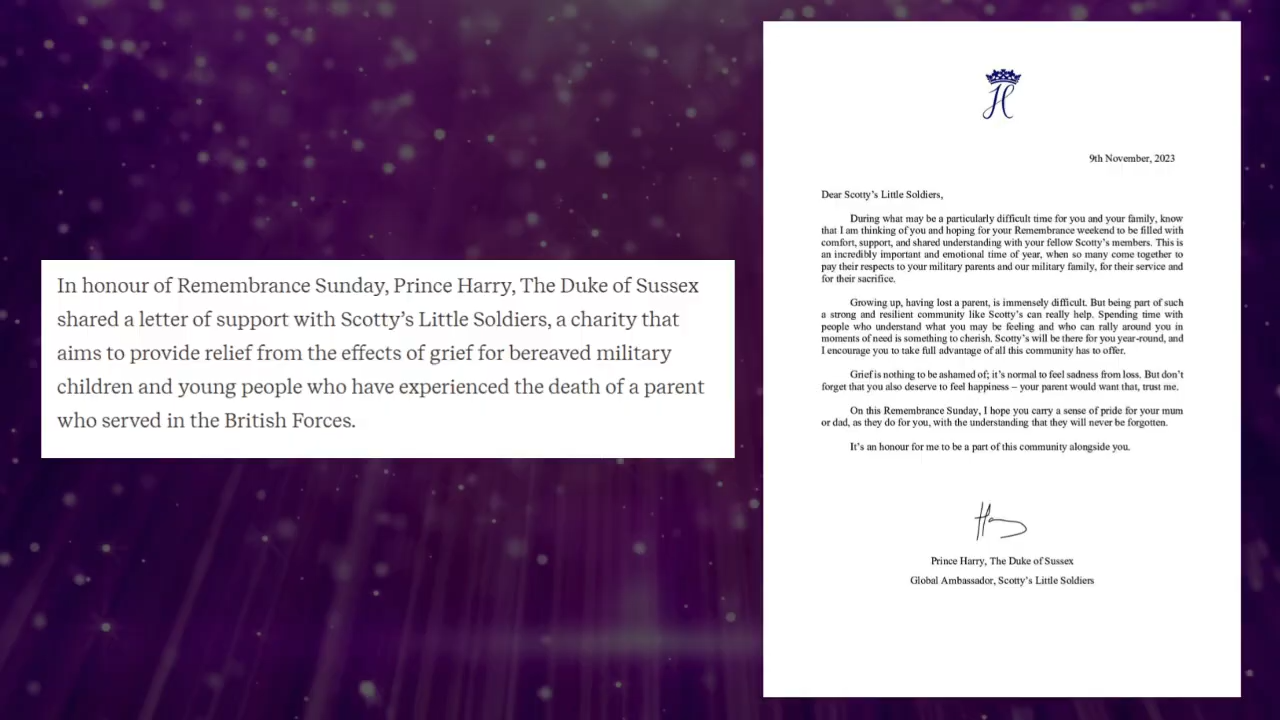 In honour of Remembrance Sunday, Prince Harry, The Duke of Sussex
shared a letter of support with Scotty’s Little Soldiers, a charity that
aims to provide relief from the effects of grief for bereaved military
children and young people who have experienced the death of a parent
who served in the British Forces.
H
9th November, 2023
Dear Scotty’s Little Soldiers,
During what may be a particularly difficult time for you and your family, know
that I am thinking of you and hoping for your Remembrance weekend to be filled with
comfort, support, and shared understanding with your fellow Scotty’s members. This is
an incredibly important and emotional time of year, when so many come together to
pay their respects to your military parents and our military family, for their service and
for their sacrifice.
Growing up, having lost a parent, is immensely difficult. But being part of such
a strong and resilient community like Scotty’s can really help. Spending time with
people who understand what you may be feeling and who can rally around you in
moments of need is something to cherish. Scotty’s will be there for you year-round, and
I encourage you to take full advantage of all this community has to offer.
Grief is nothing to be ashamed of; it’s normal to feel sadness from loss. But don’t
forget that you also deserve to feel happiness – your parent would want that, trust me.
On this Remembrance Sunday, I hope you carry a sense of pride for your mum
or dad, as they do for you, with the understanding that they will never be forgotten.
It’s an honour for me to be a part of this community alongside you.
Harry
Prince Harry, The Duke of Sussex
Global Ambassador, Scotty’s Little Soldiers